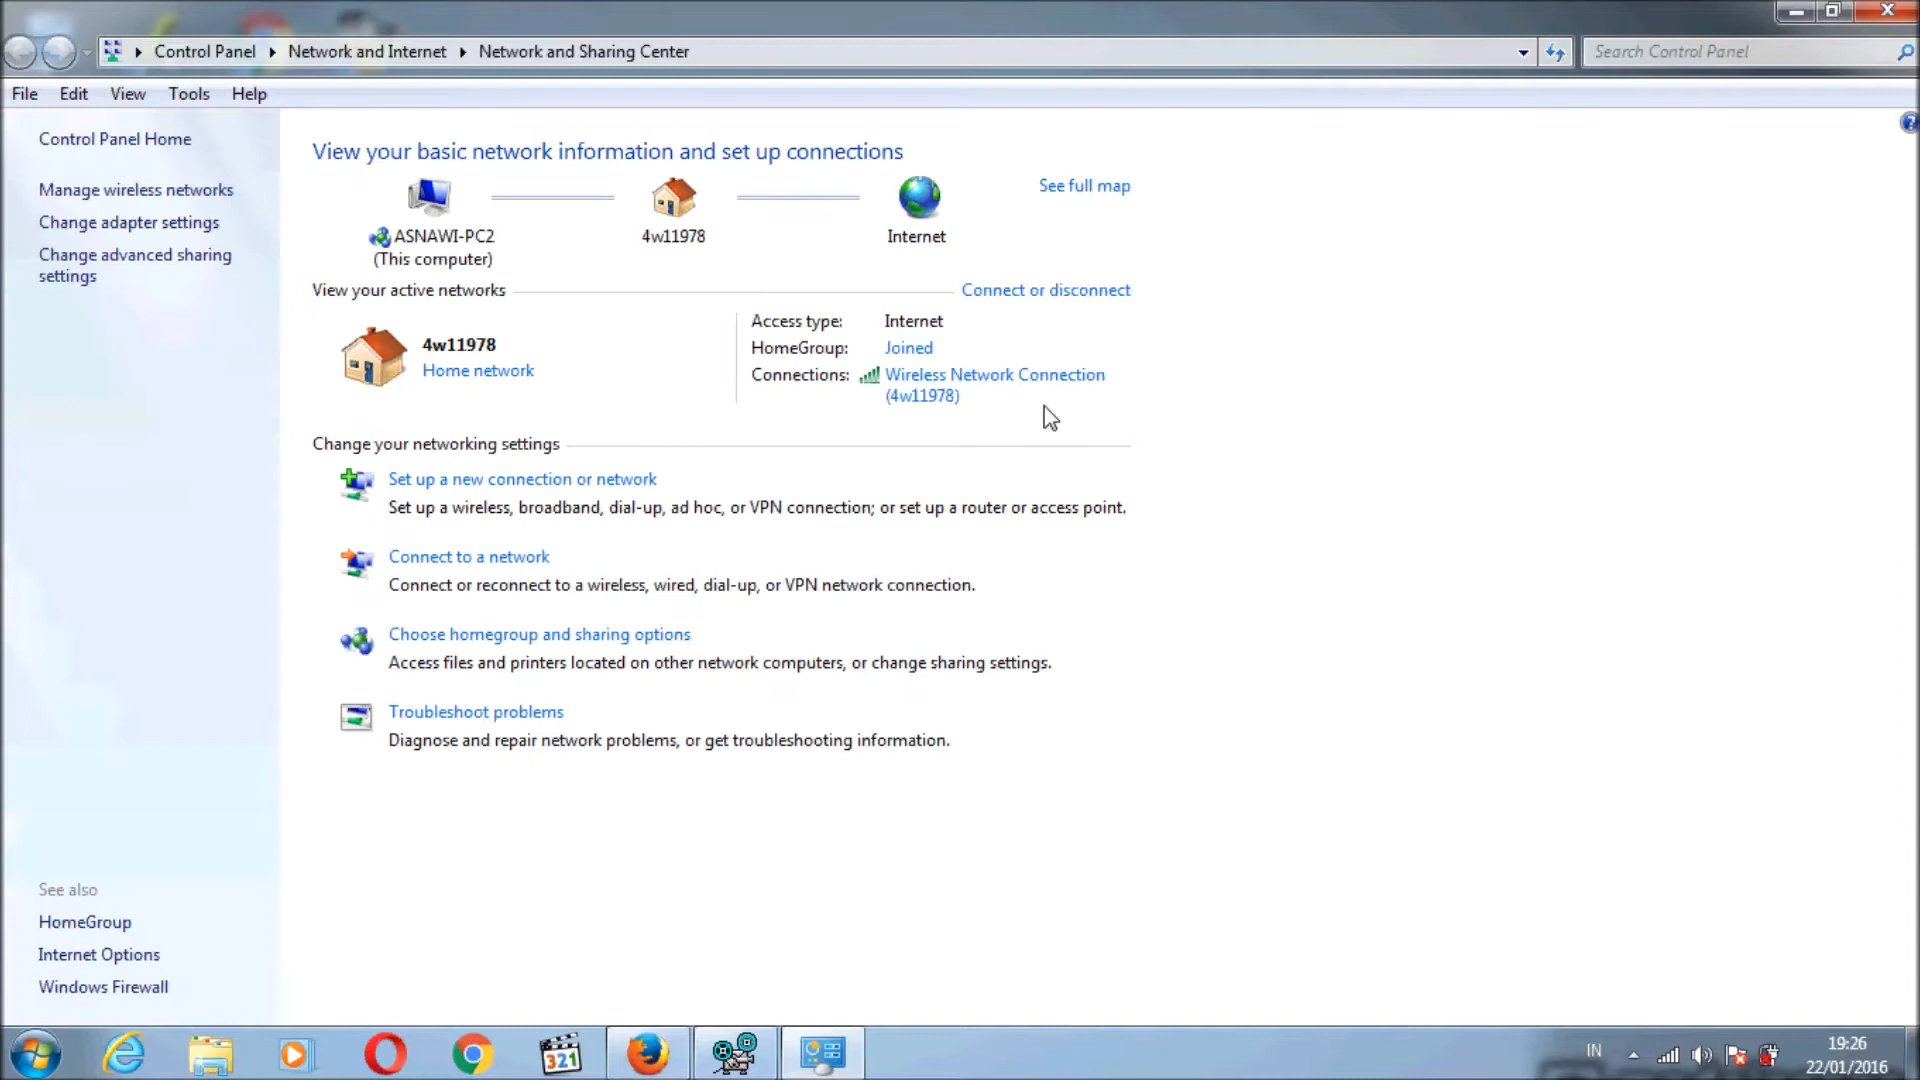 Control Panel Network and Internet Network and Sharing Center
Search Control Panel
File Edit View Tools Help
Control Panel Home
Manage wireless networks
Change adapter settings
Change advanced sharing
settings
View your basic network information and set up connections
See full map
ASNAWI-PC2
(This computer)
4w11978
Internet
View your active networks
Connect or disconnect
4w11978
Home network
Access type: Internet
HomeGroup: Joined
Connections: Wireless Network Connection
(4w11978)
Change your networking settings
Set up a new connection or network
Set up a wireless, broadband, dial-up, ad hoc, or VPN connection; or set up a router or access point.
Connect to a network
Connect or reconnect to a wireless, wired, dial-up, or VPN network connection.
Choose homegroup and sharing options
Access files and printers located on other network computers, or change sharing settings.
Troubleshoot problems
Diagnose and repair network problems, or get troubleshooting information.
See also
HomeGroup
Internet Options
Windows Firewall
321
IN
19:26
22/01/2016